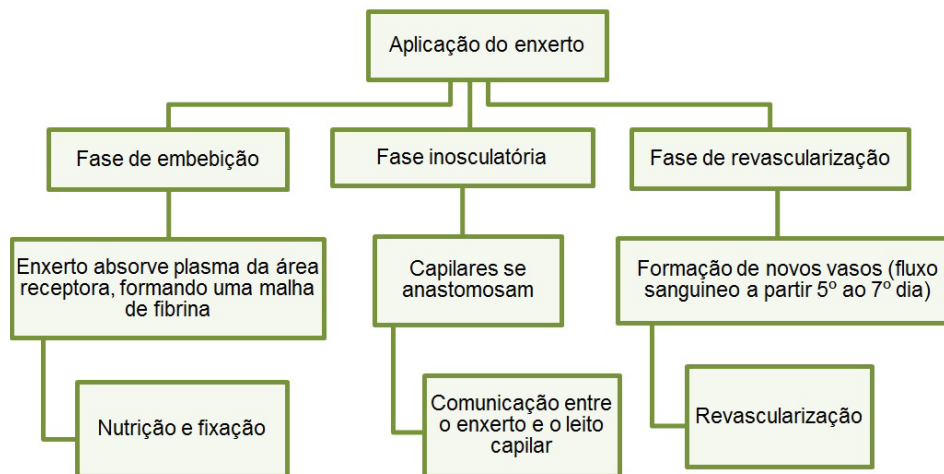 Aplicação do enxerto
Fase de embebição
Fase inosculatória
Fase de revascularização
Enxerto absorve plasma da área
receptora, formando uma malha
de fibrina
Capilares se
anastomosam
Formação de novos vasos (fluxo
sanguineo a partir 5º ao 7º dia)
Nutrição e fixação
Comunicação entre
o enxerto e o leito
capilar
Revascularização